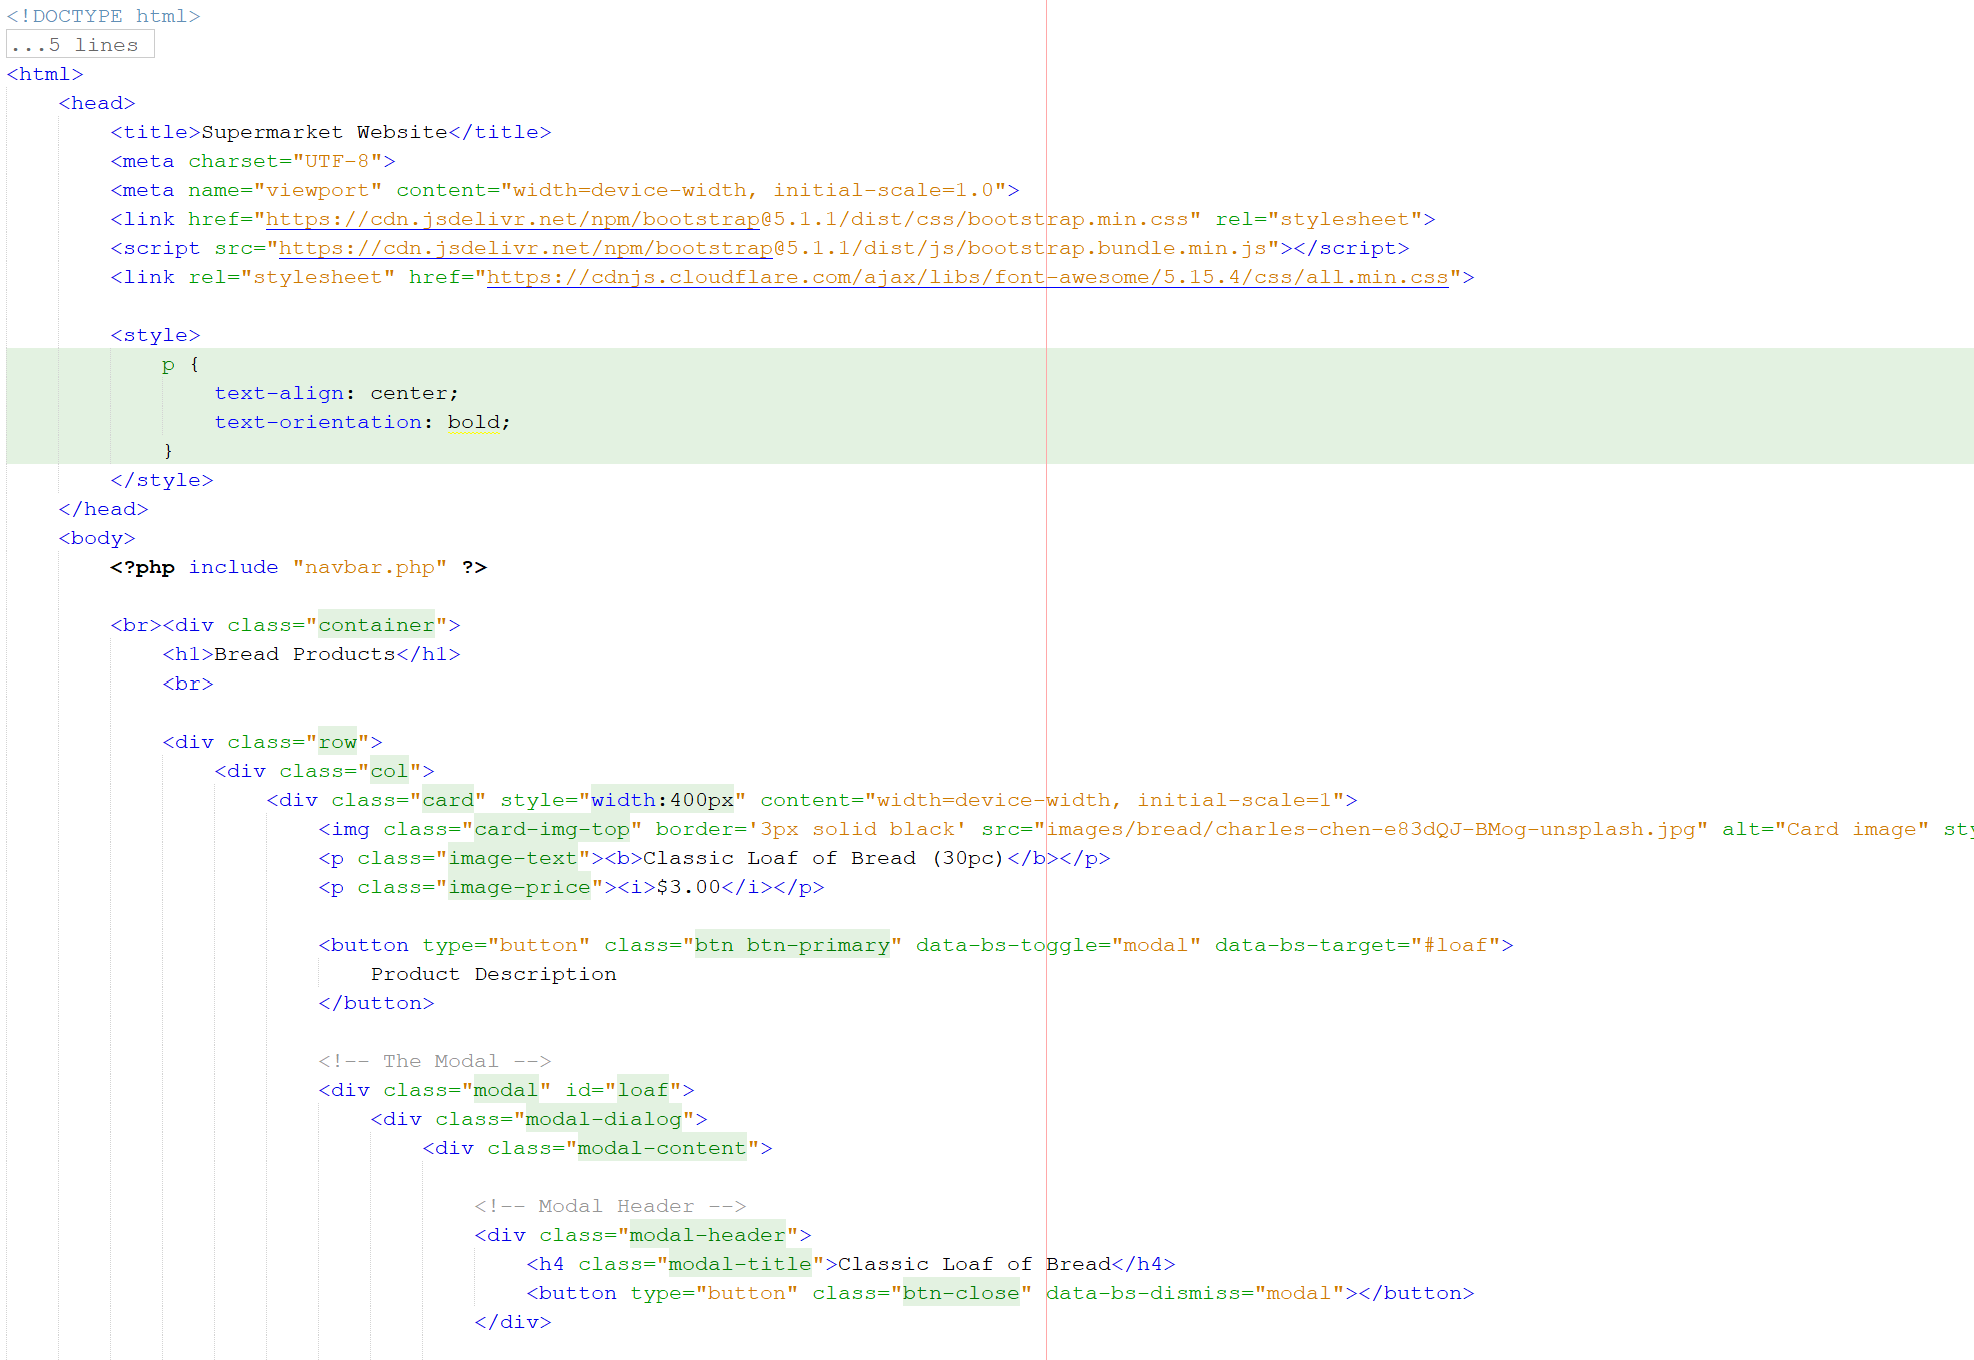 <!DOCTYPE html>
...5 lines
<html>
<head>
<title>Supermarket Website</title>
<meta charset="UTF-8">
<meta name="viewport" content="width=device-width, initial-scale=1.0">
<link href="https://cdn.jsdelivr.net/npm/bootstrap@5.1.1/dist/css/bootstrap.min.css" rel="stylesheet">
<script src="https://cdn.jsdelivr.net/npm/bootstrap@5.1.1/dist/js/bootstrap.bundle.min.js"></script>
<link rel="stylesheet" href="https://cdnjs.cloudflare.com/ajax/libs/font-awesome/5.15.4/css/all.min.css">
<style>
p {
text-align: center;
text-orientation: bold;
}
</style>
</head>
<body>
<?php include "navbar.php" ?>
<br><div class="container">
<h1>Bread Products</h1>
<br>
<div class="row">
<div class="col">
<div class="card" style="width:400px" content="width=device-width, initial-scale=1">
<img class="card-img-top" border='3px solid black' src="images/bread/charles-chen-e83dQJ-BMog-unsplash.jpg" alt="Card image" sty
<p class="image-text"><b>Classic Loaf of Bread (30pc)</b></p>
<p class="image-price"><i>$3.00</i></p>
<button type="button" class="btn btn-primary" data-bs-toggle="modal" data-bs-target="#loaf">
Product Description
</button>
<!-- The Modal -->
<div class="modal" id="loaf">
<div class="modal-dialog">
<div class="modal-content">
<!-- Modal Header -->
<div class="modal-header">
<h4 class="modal-title">Classic Loaf of Bread</h4>
<button type="button" class="btn-close" data-bs-dismiss="modal"></button>
</div>